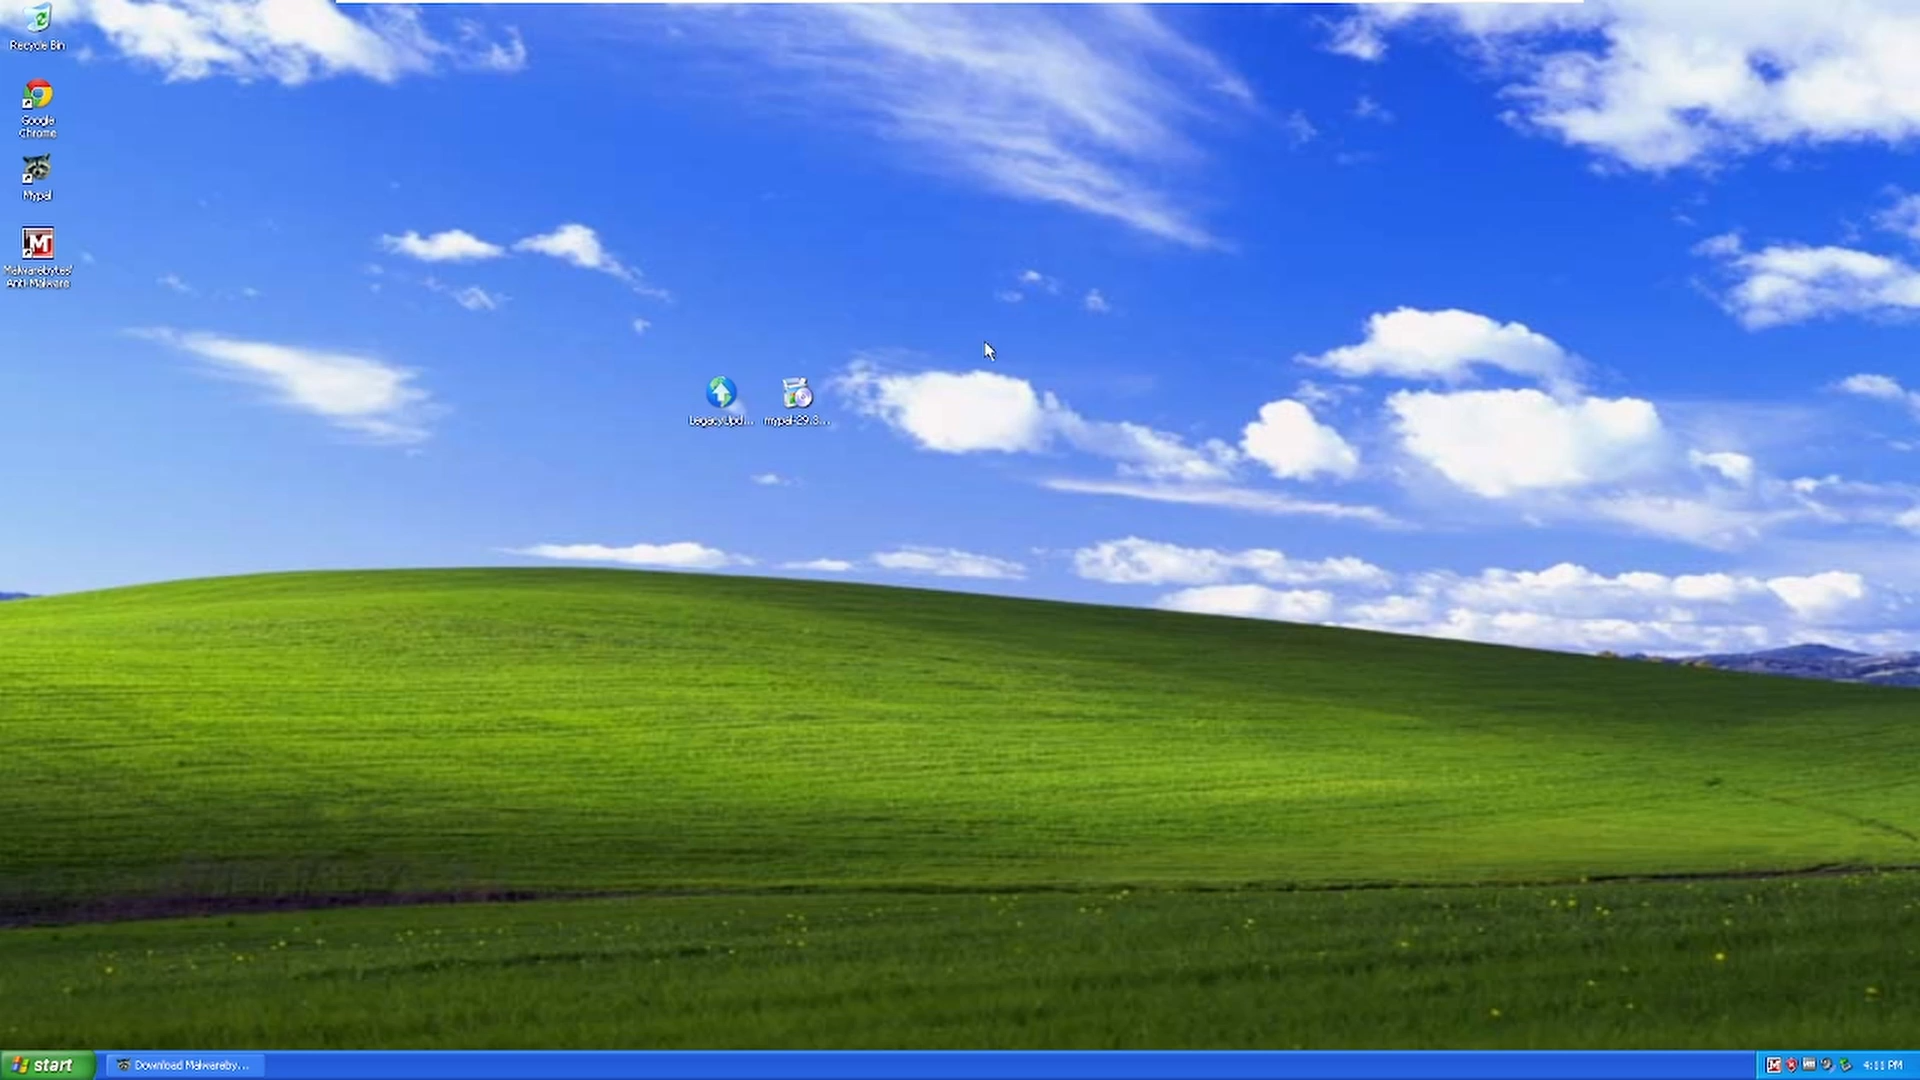 Recycle Bin
Google
Chrome
Mypal
Malwarebytes'
Anti-Malware
LegacyUpd...
mypal-29.3...
start
Download Malwareby...
4:11 PM